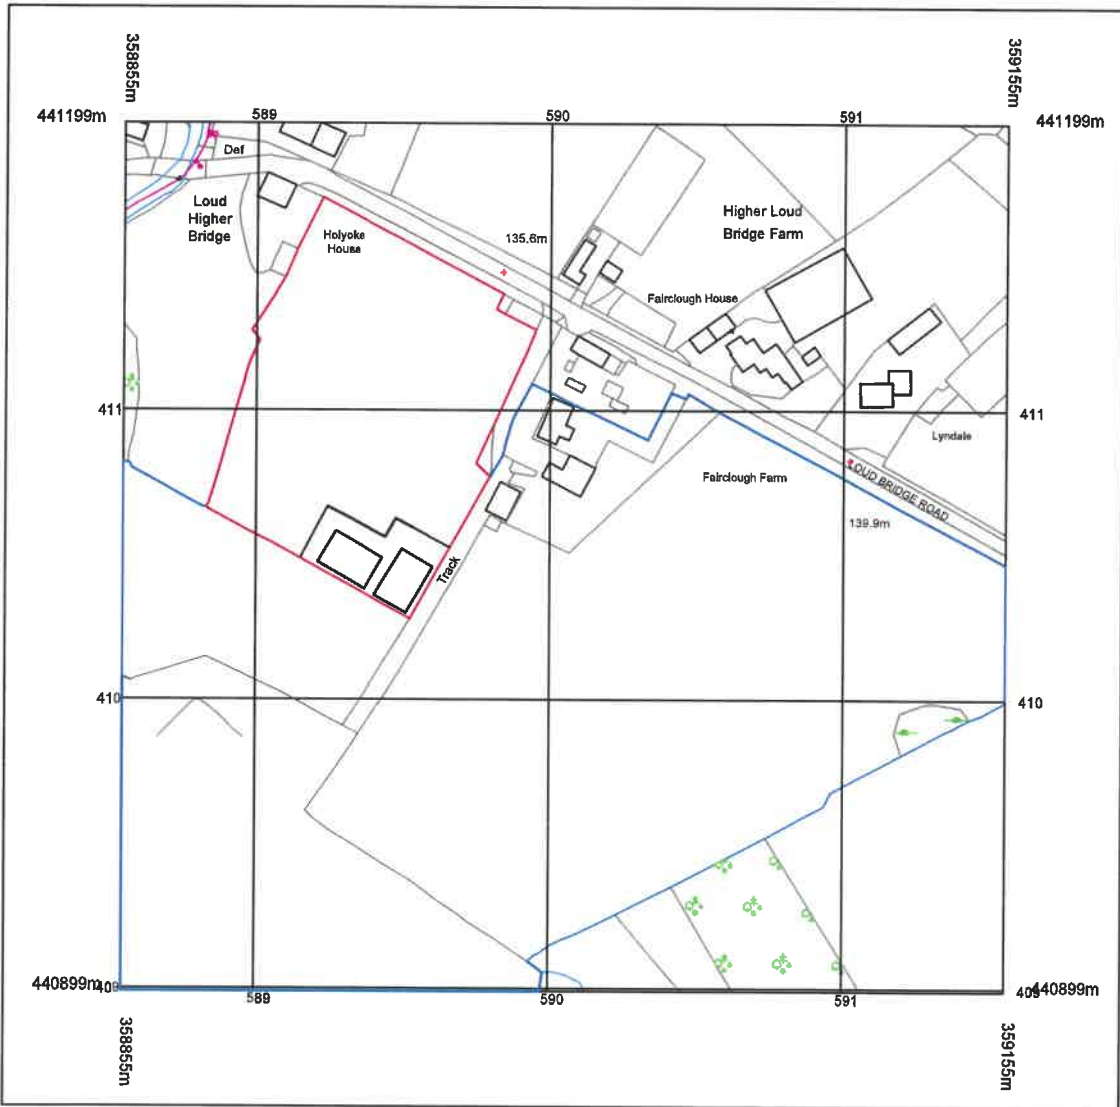 358855m
359155m
441199m
589
590
591
441199m
Def
Loud
Higher
Bridge
Holyoke
House
135.6m
Higher Loud
Bridge Farm
Fairclough House
411
411
Lyndale
Fairclough Farm
LOUD BRIDGE ROAD
139.9m
Track
410
410
440899m
409
589
590
591
409
440899m
358855m
359155m